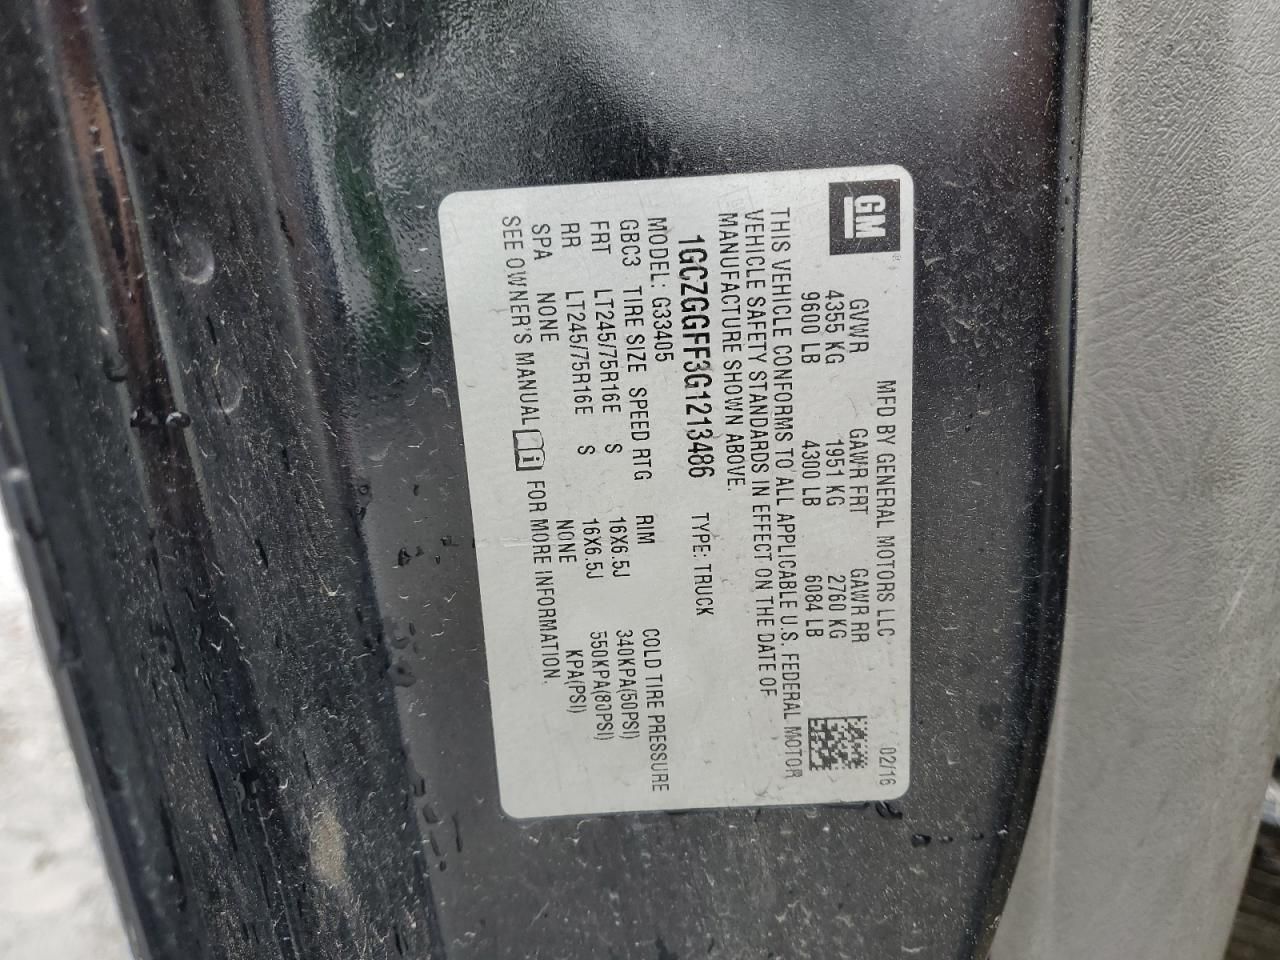 GM
MFD BY GENERAL MOTORS LLC 02/16
GVWR GAWR FRT GAWR RR
4355 KG 1951 KG 2760 KG
9600 LB 4300 LB 6084 LB
THIS VEHICLE CONFORMS TO ALL APPLICABLE U.S. FEDERAL MOTOR
VEHICLE SAFETY STANDARDS IN EFFECT ON THE DATE OF
MANUFACTURE SHOWN ABOVE.
1GCZGGFF3G1213486 TYPE: TRUCK
MODEL: G33405
GBC3 TIRE SIZE SPEED RTG RIM COLD TIRE PRESSURE
FRT LT245/75R16E S 16X6.5J 340KPA(50PSI)
RR LT245/75R16E S 16X6.5J 550KPA(80PSI)
SPA NONE NONE KPA(PSI)
SEE OWNER'S MANUAL i FOR MORE INFORMATION.